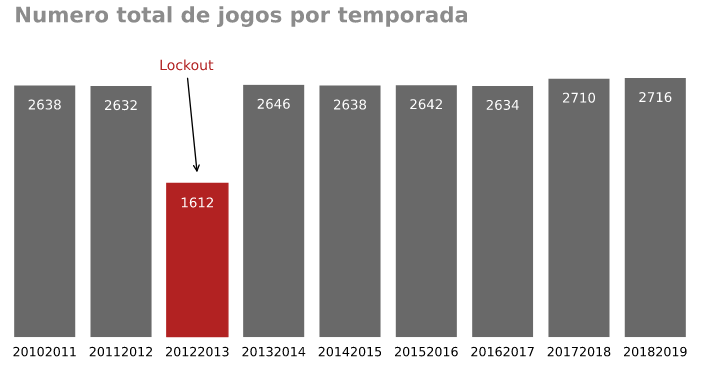 Numero total de jogos por temporada
Lockout
2638 2632 1612 2646 2638 2642 2634 2710 2716
20102011 20112012 20122013 20132014 20142015 20152016 20162017 20172018 20182019